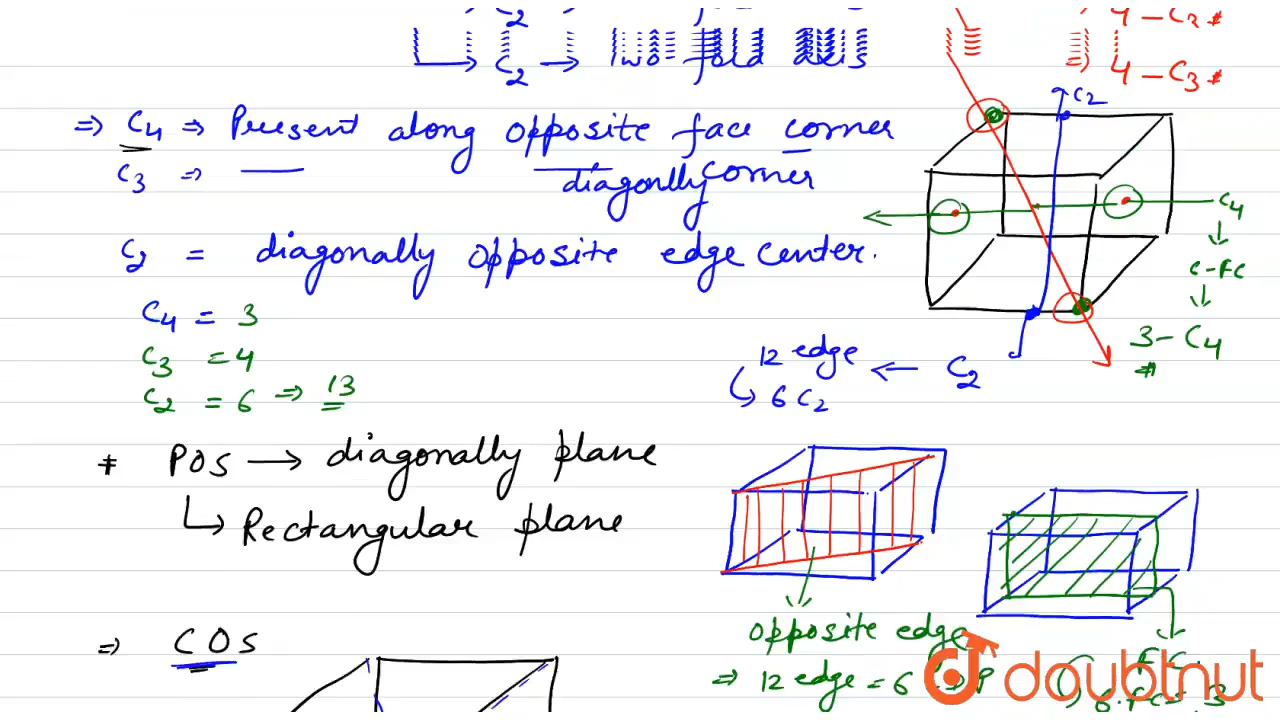 C2
4 - C3 *
C2 → Two-fold axis
⇒ 4 - C3 *
⇒ C4 ⇒ Present along opposite face corner
C2
C3 ⇒ diagonlly corner
C4
C2 = diagonally opposite edge center.
C-FC
C4 = 3
3 - C4
C3 = 4
12 edge ← C2
C2 = 6 ⇒ 13
6 C2
* POS → diagonally plane
Rectangular plane
⇒ COS
opposite edge
⇒ 12 edge = 6
doubtnut